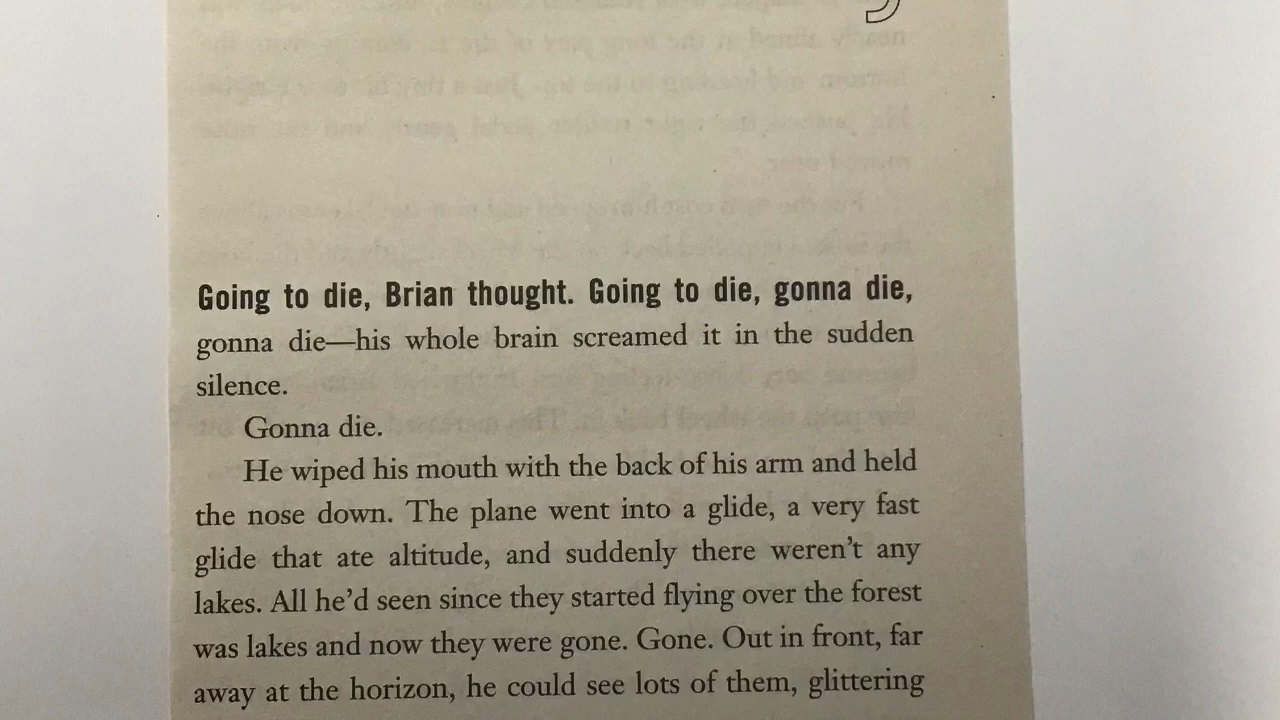 Going to die, Brian thought. Going to die, gonna die,
gonna die—his whole brain screamed it in the sudden
silence.
Gonna die.
He wiped his mouth with the back of his arm and held
the nose down. The plane went into a glide, a very fast
glide that ate altitude, and suddenly there weren't any
lakes. All he'd seen since they started flying over the forest
was lakes and now they were gone. Gone. Out in front, far
away at the horizon, he could see lots of them, glittering